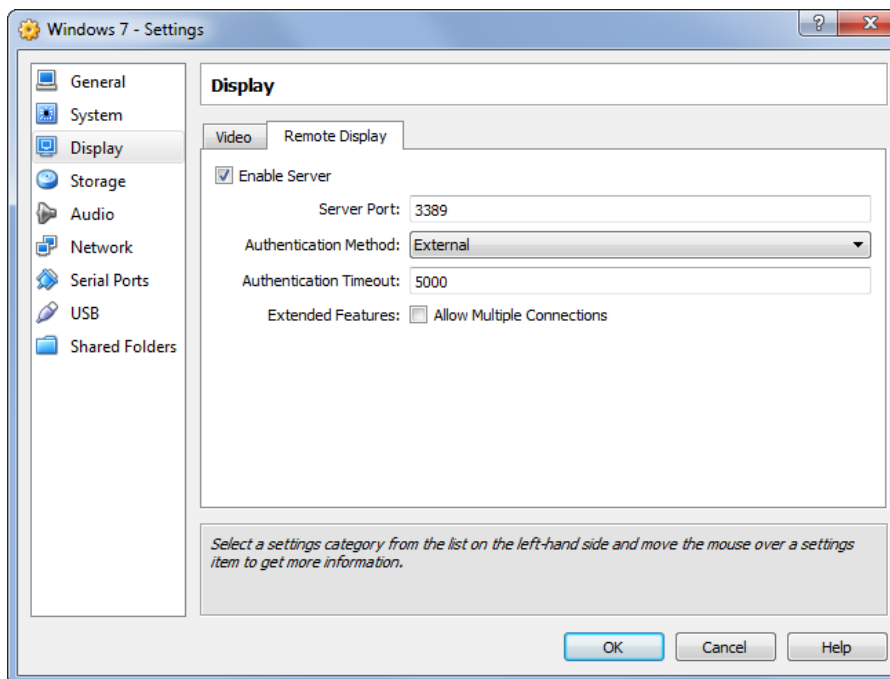 Windows 7 - Settings
General
System
Display
Storage
Audio
Network
Serial Ports
USB
Shared Folders
Display
Video
Remote Display
Enable Server
Server Port: 3389
Authentication Method: External
Authentication Timeout: 5000
Extended Features: Allow Multiple Connections
Select a settings category from the list on the left-hand side and move the mouse over a settings
item to get more information.
OK
Cancel
Help